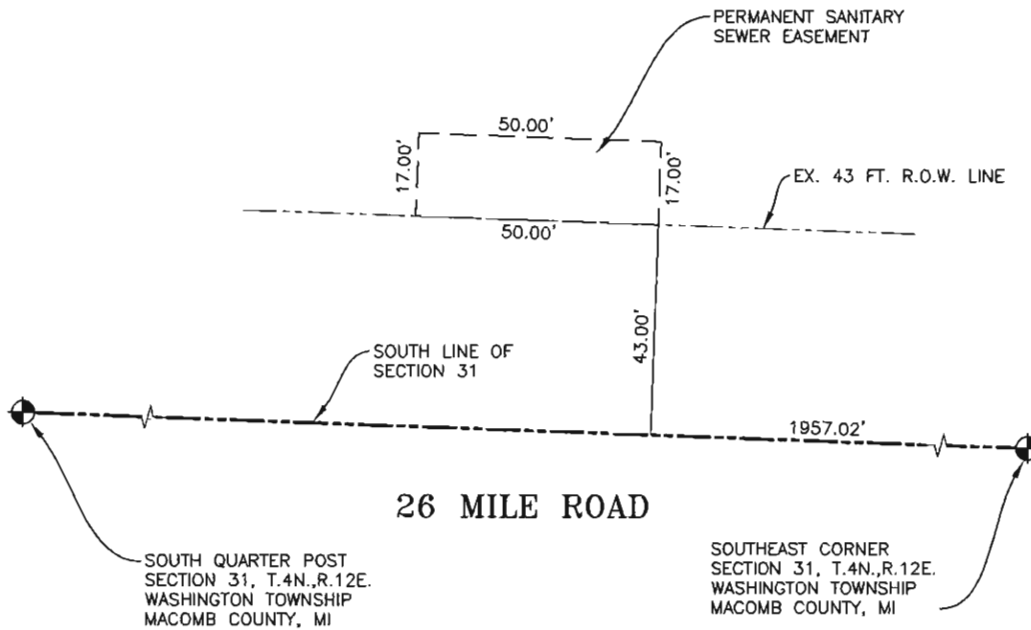 PERMANENT SANITARY
SEWER EASEMENT
50.00'
17.00'
17.00'
EX. 43 FT. R.O.W. LINE
50.00'
43.00'
SOUTH LINE OF
SECTION 31
1957.02'
26 MILE ROAD
SOUTH QUARTER POST
SECTION 31, T.4N.,R.12E.
WASHINGTON TOWNSHIP
MACOMB COUNTY, MI
SOUTHEAST CORNER
SECTION 31, T.4N.,R.12E.
WASHINGTON TOWNSHIP
MACOMB COUNTY, MI